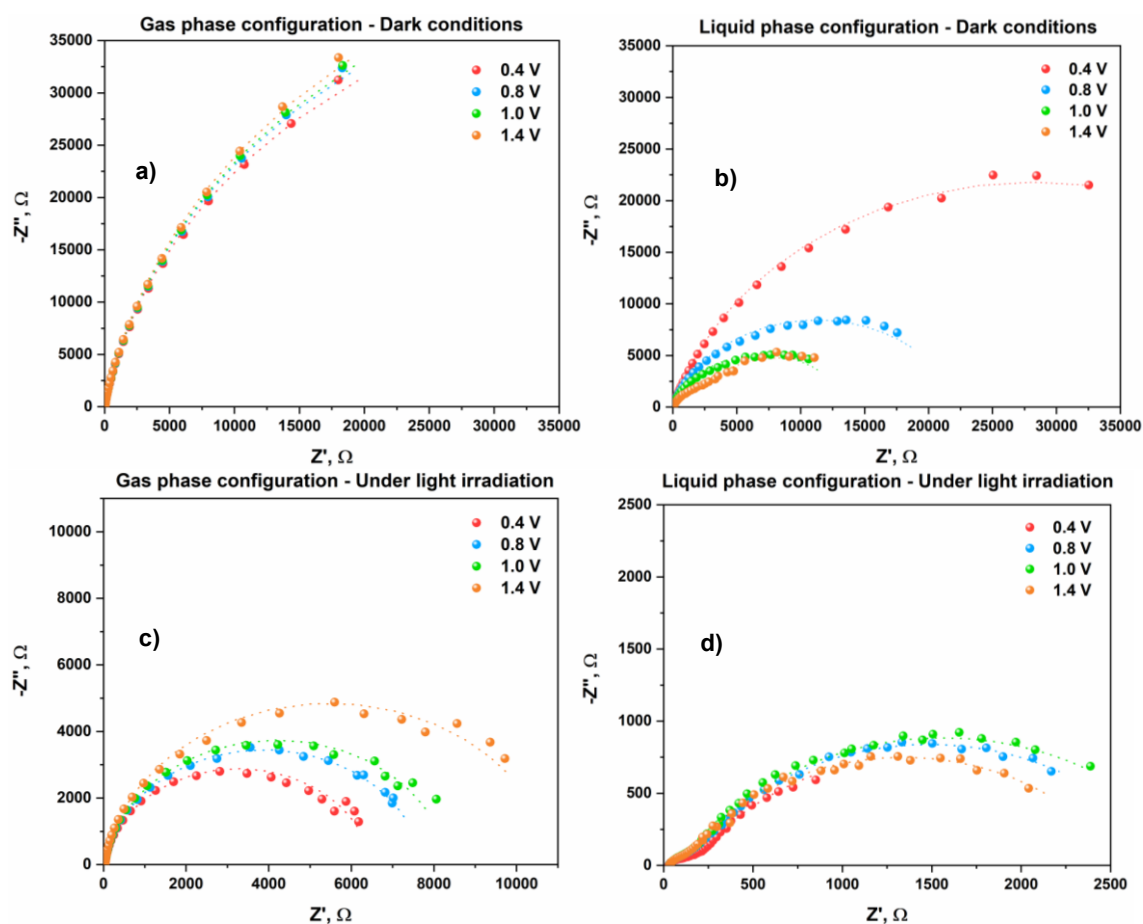 Gas phase configuration - Dark conditions
35000
30000
25000
20000
15000
10000
5000
0
-Z'', Ω
a)
0.4 V
0.8 V
1.0 V
1.4 V
0 5000 10000 15000 20000 25000 30000 35000
Z', Ω
Liquid phase configuration - Dark conditions
35000
30000
25000
20000
15000
10000
5000
0
-Z'', Ω
b)
0.4 V
0.8 V
1.0 V
1.4 V
0 5000 10000 15000 20000 25000 30000 35000
Z', Ω
Gas phase configuration - Under light irradiation
10000
8000
6000
4000
2000
0
-Z'', Ω
c)
0.4 V
0.8 V
1.0 V
1.4 V
0 2000 4000 6000 8000 10000
Z', Ω
Liquid phase configuration - Under light irradiation
2500
2000
1500
1000
500
0
-Z'', Ω
d)
0.4 V
0.8 V
1.0 V
1.4 V
0 500 1000 1500 2000 2500
Z', Ω